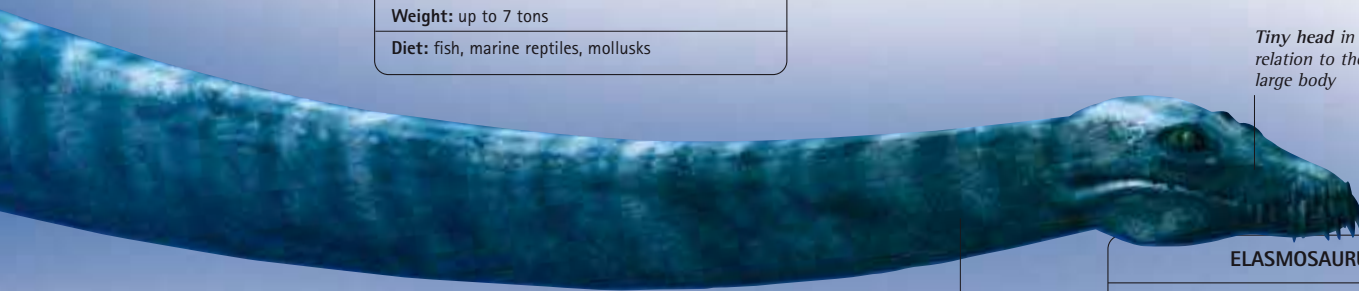 Weight: up to 7 tons
Diet: fish, marine reptiles, mollusks
Tiny head in
relation to the
large body